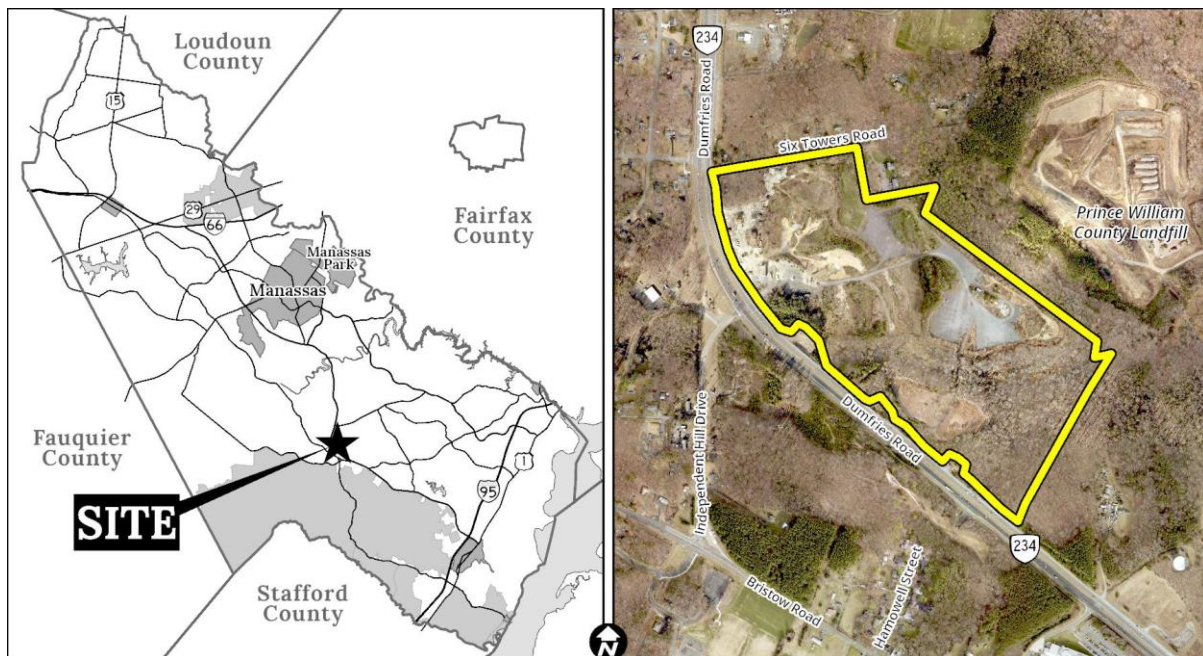 Loudoun
County
15
29
66
Fairfax
County
Manassas
Park
Manassas
Fauquier
County
1
95
SITE
Stafford
County
N
234
Dumfries Road
Six Towers Road
Prince William
County Landfill
Independent Hill Drive
Dumfries Road
234
Bristow Road
Hamowell Street